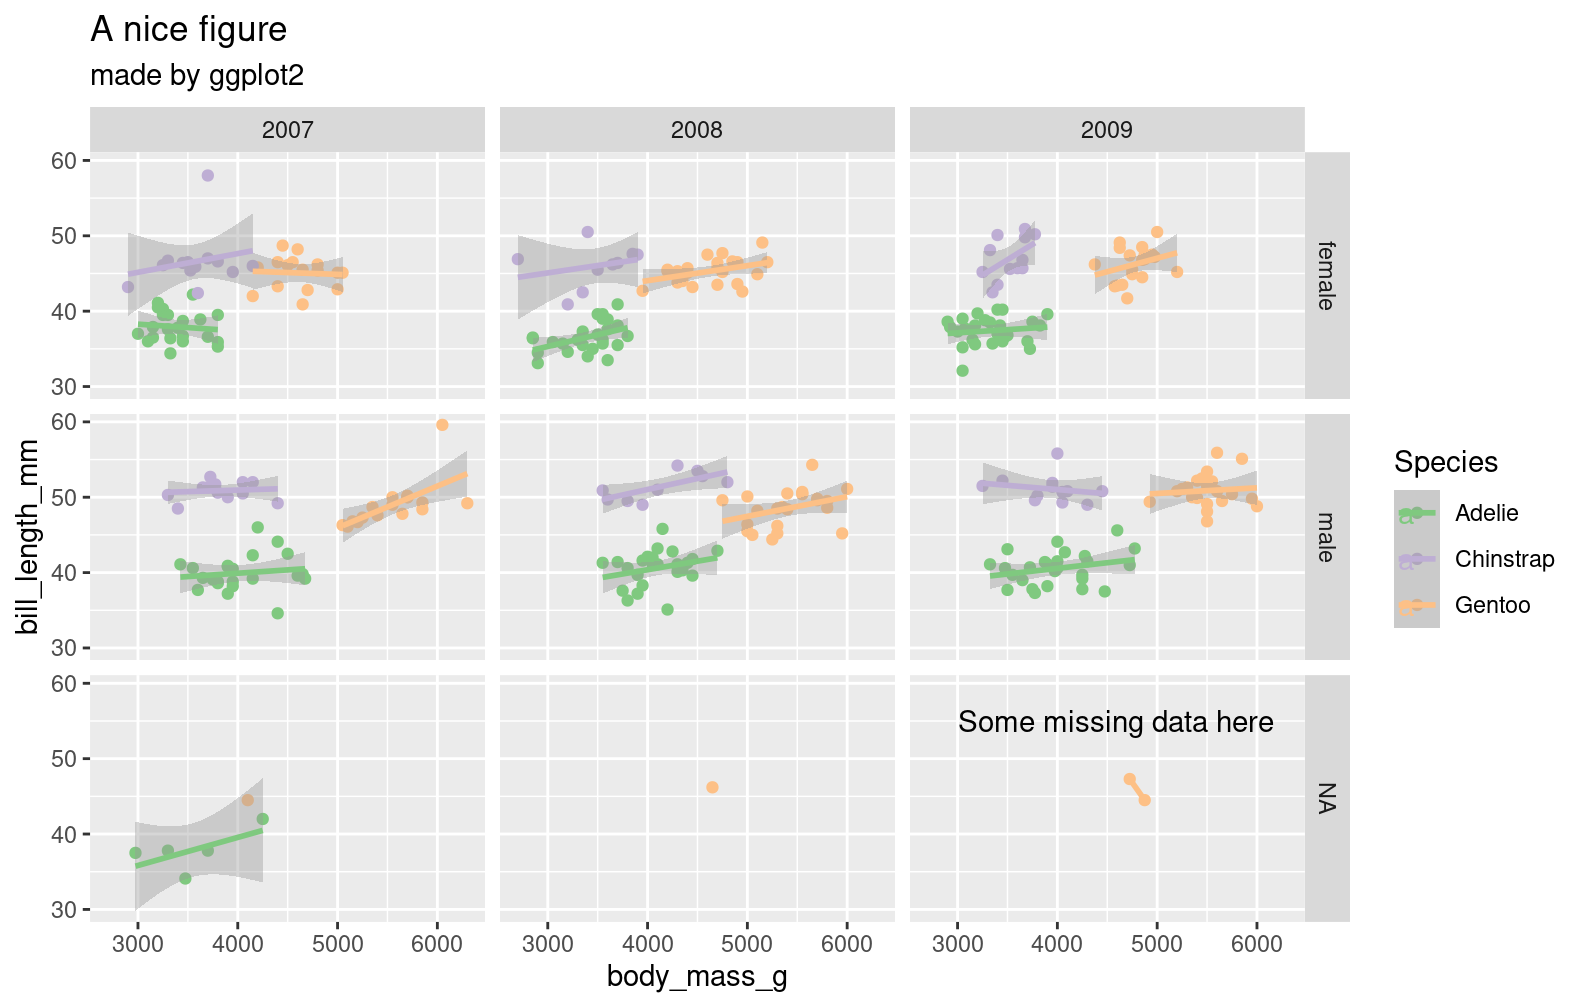 A nice figure
made by ggplot2
2007
2008
2009
60
50
40
30
female
60
50
40
30
male
60
50
40
30
Some missing data here
NA
3000 4000 5000 6000
3000 4000 5000 6000
3000 4000 5000 6000
body_mass_g
bill_length_mm
Species
a Adelie
a Chinstrap
a Gentoo